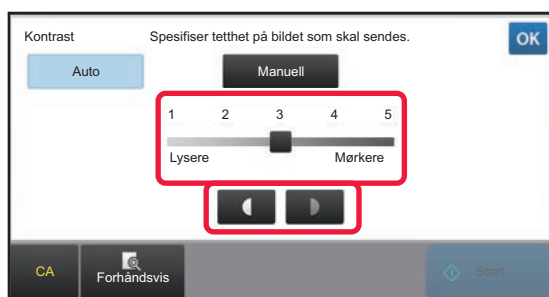 Kontrast
Spesifiser tetthet på bildet som skal sendes.
OK
Auto
Manuell
1 2 3 4 5
Lysere
Mørkere
CA
Forhåndsvis
Start